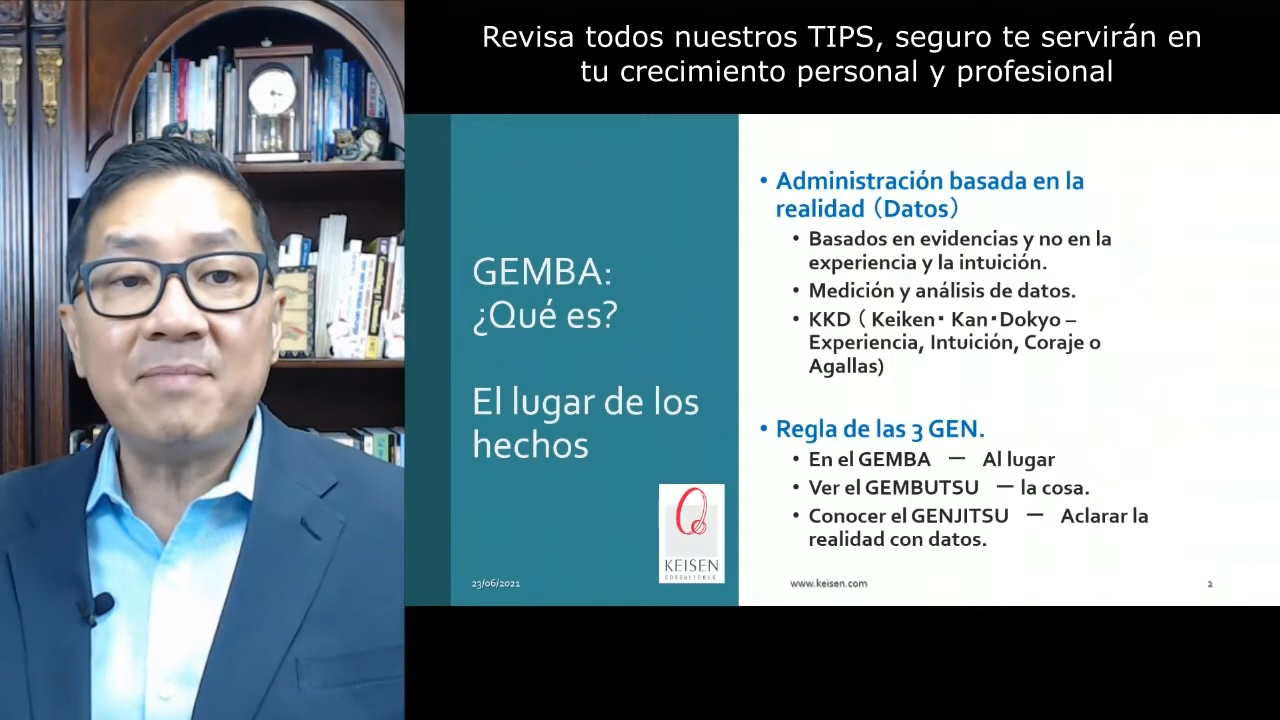 Revisa todos nuestros TIPS, seguro te servirán en
tu crecimiento personal y profesional
GEMBA:
¿Qué es?
El lugar de los
hechos
KEISEN
CONSULTORES
23/06/2021
• Administración basada en la
realidad（Datos）
• Basados en evidencias y no en la
experiencia y la intuición.
• Medición y análisis de datos.
• KKD（ Keiken・Kan・Dokyo –
Experiencia, Intuición, Coraje o
Agallas)
• Regla de las 3 GEN.
• En el GEMBA － Al lugar
• Ver el GEMBUTSU － la cosa.
• Conocer el GENJITSU － Aclarar la
realidad con datos.
www.keisen.com
2